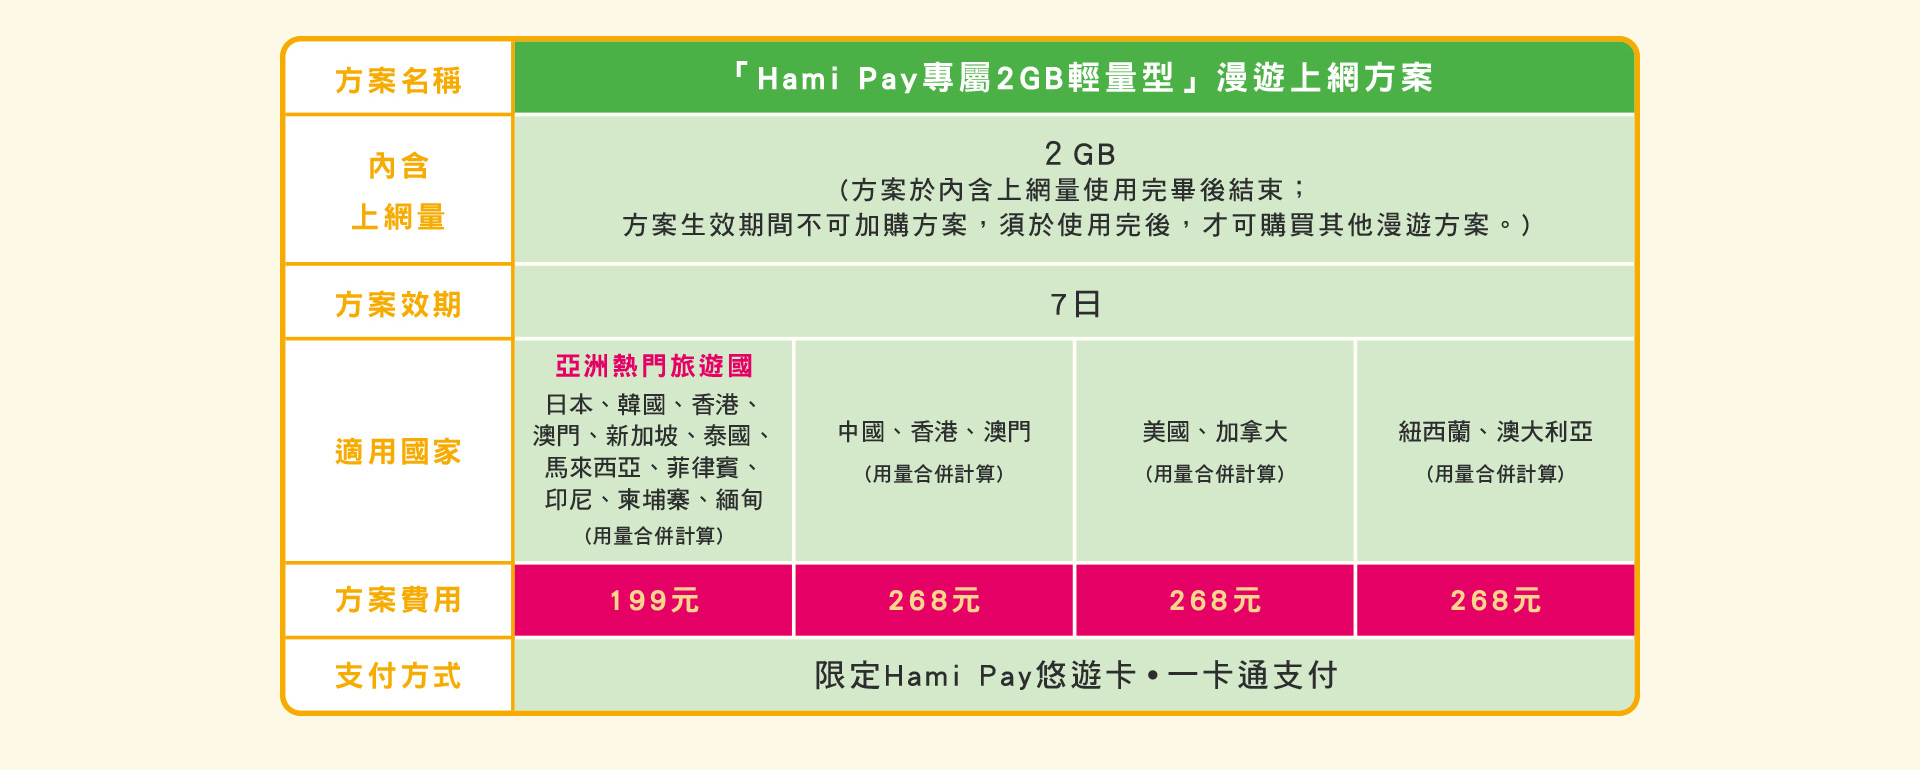 方案名稱
「Hami Pay專屬2GB輕量型」漫遊上網方案
內含
上網量
2 GB
（方案於內含上網量使用完畢後結束；
方案生效期間不可加購方案，須於使用完後，才可購買其他漫遊方案。）
方案效期
7日
適用國家
亞洲熱門旅遊國
日本、韓國、香港、
澳門、新加坡、泰國、
馬來西亞、菲律賓、
印尼、柬埔寨、緬甸
（用量合併計算）
中國、香港、澳門
（用量合併計算）
美國、加拿大
（用量合併計算）
紐西蘭、澳大利亞
（用量合併計算）
方案費用
199元
268元
268元
268元
支付方式
限定Hami Pay悠遊卡•一卡通支付